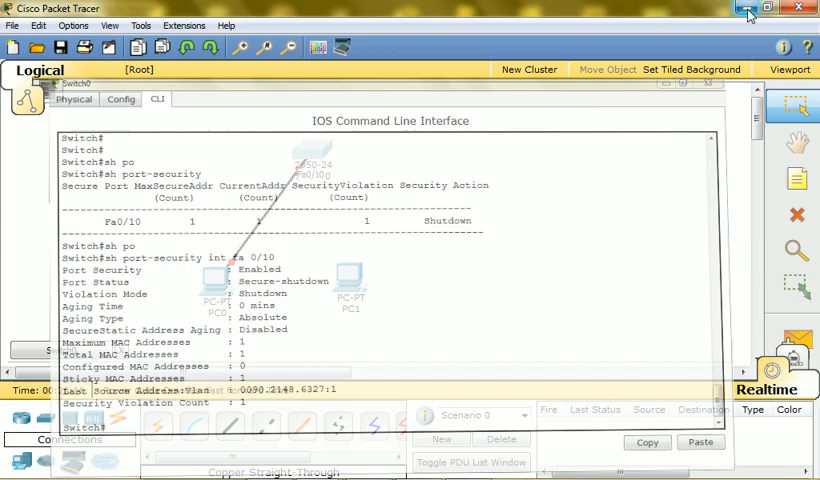 Cisco Packet Tracer
File Edit Options View Tools Extensions Help
Logical [Root] New Cluster Move Object Set Tiled Background Viewport
Switch0
Physical Config CLI
IOS Command Line Interface
Switch#
Switch#
Switch#sh po
Switch#sh port-security
Secure Port MaxSecureAddr CurrentAddr SecurityViolation Security Action
(Count) (Count) (Count)
Fa0/10 1 1 1 Shutdown
Switch#sh po
Switch#sh port-security int fa 0/10
Port Security : Enabled
Port Status : Secure-shutdown
Violation Mode : Shutdown
Aging Time : 0 mins
Aging Type : Absolute
SecureStatic Address Aging : Disabled
Maximum MAC Addresses : 1
Total MAC Addresses : 1
Configured MAC Addresses : 0
Sticky MAC Addresses : 1
Last Source Address:Vlan : 0090.2148.6327:1
Security Violation Count : 1
Switch#
2950-24
Fa0/10
PC-PT
PC0
PC-PT
PC1
Copy Paste
Realtime
Connections
Copper Straight-Through
Scenario 0
New Delete
Toggle PDU List Window
Fire Last Status Source Destination Type Color